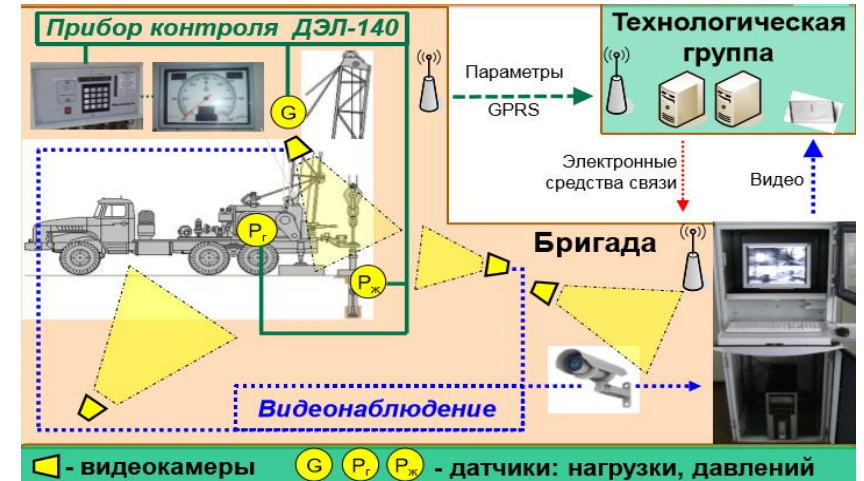 Прибор контроля ДЭЛ-140
Технологическая
группа
((ဝ))
Параметры
GPRS
G
Электронные
средства связи
Видео
Pг
Бригада
Pж
Видеонаблюдение
- видеокамеры
G Pг Pж - датчики: нагрузки, давлений